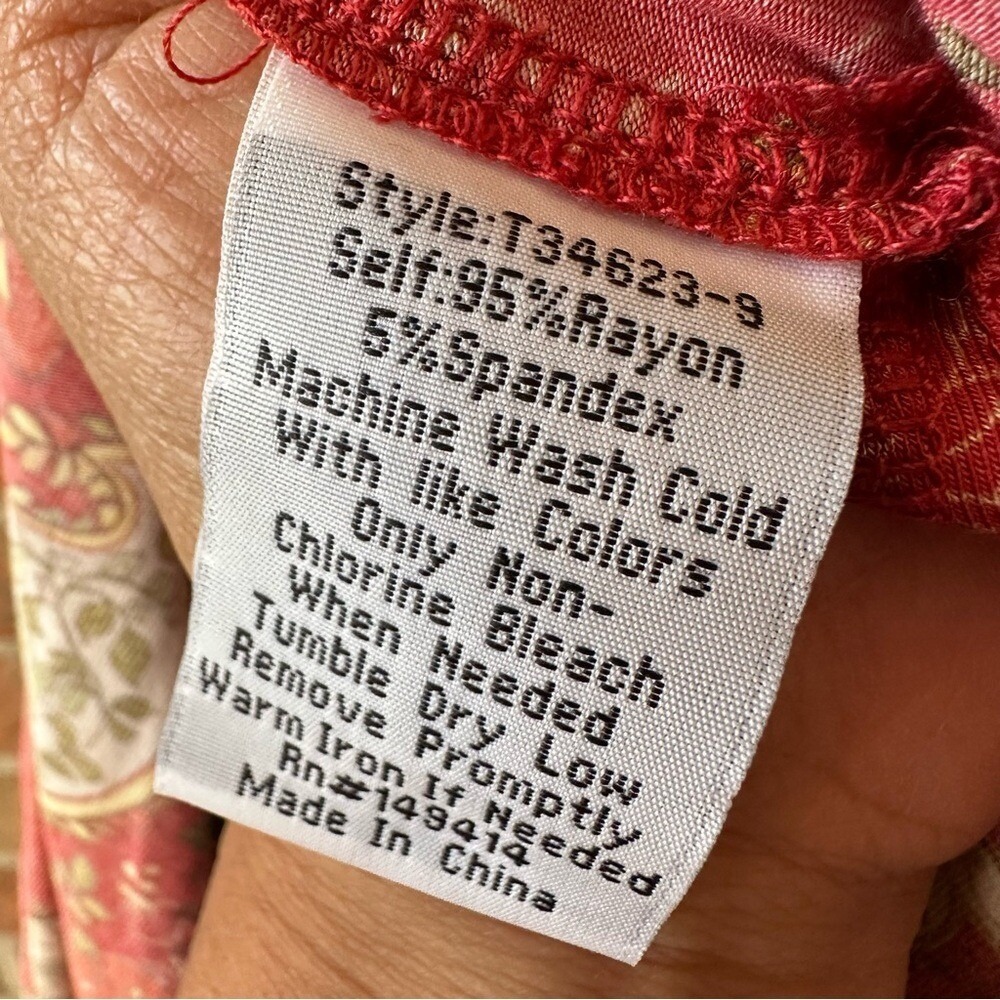 Style:T34623-9
Self:95%Rayon
5%Spandex
Machine Wash Cold
With like Colors
Only Non-
Chlorine Bleach
When Needed
Tumble Dry Low
Remove Promptly
Warm Iron If Needed
Rn#149414
Made In China